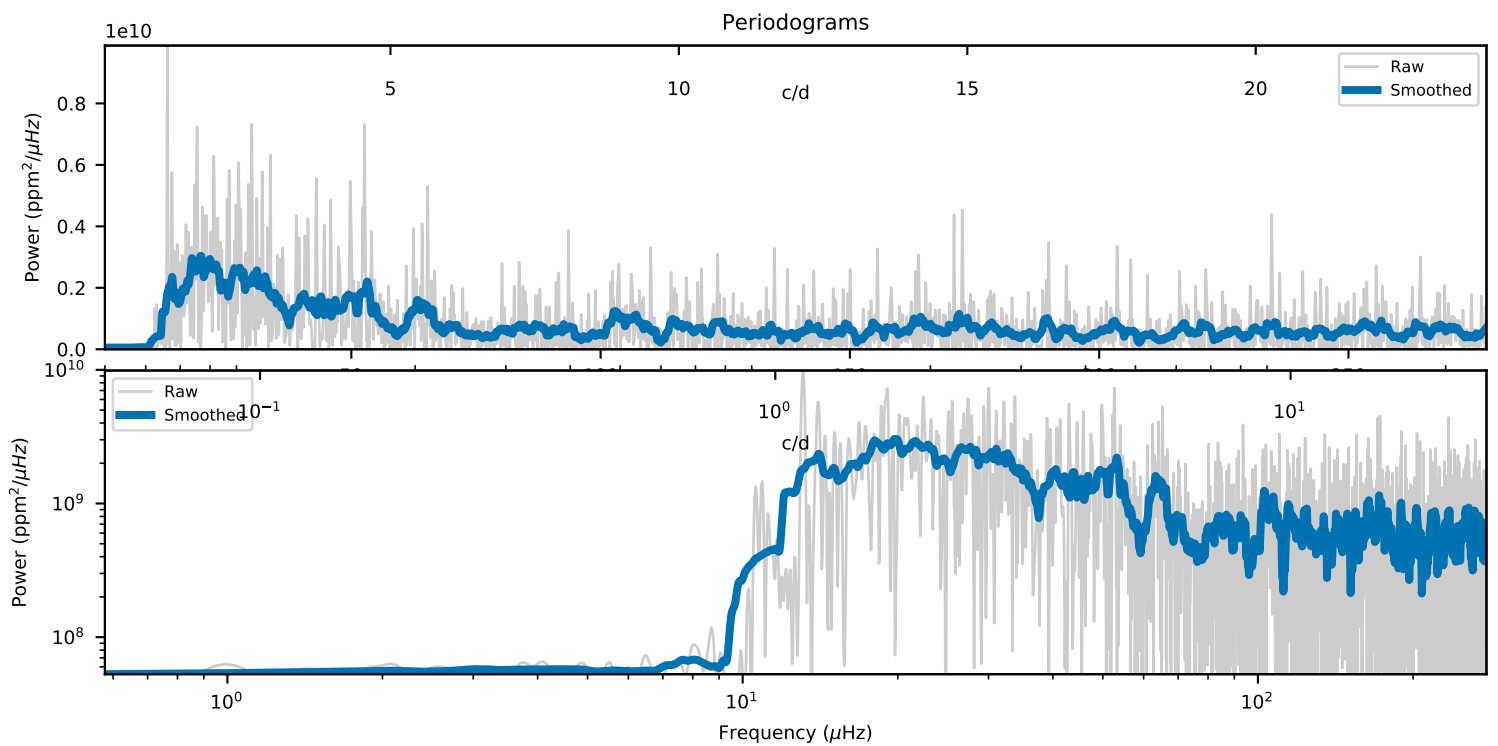 Periodograms
1e10
5 10 15 20
c/d
Raw
Smoothed
0.8
0.6
0.4
0.2
0.0
Power (ppm²/μHz)
10¹⁰
10⁹
10⁸
Power (ppm²/μHz)
Raw
Smoothed
10⁻¹ 10⁰ 10¹
c/d
10⁰ 10¹ 10²
Frequency (μHz)